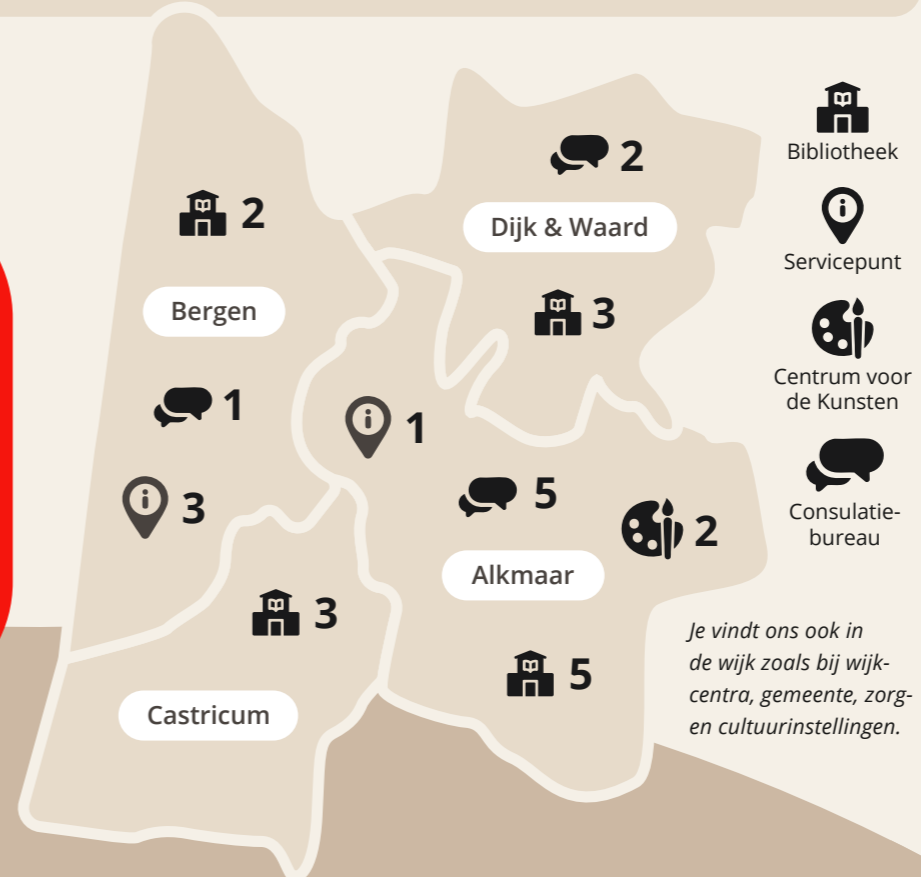 2
Dijk & Waard
3
2
Bergen
1
3
1
5
2
Alkmaar
5
3
Castricum
Bibliotheek
Servicepunt
Centrum voor
de Kunsten
Consulatie-
bureau
Je vindt ons ook in
de wijk zoals bij wijk-
centra, gemeente, zorg-
en cultuurinstellingen.